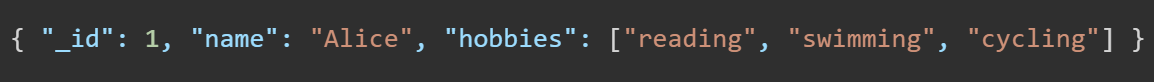 { "_id": 1, "name": "Alice", "hobbies": ["reading", "swimming", "cycling"] }